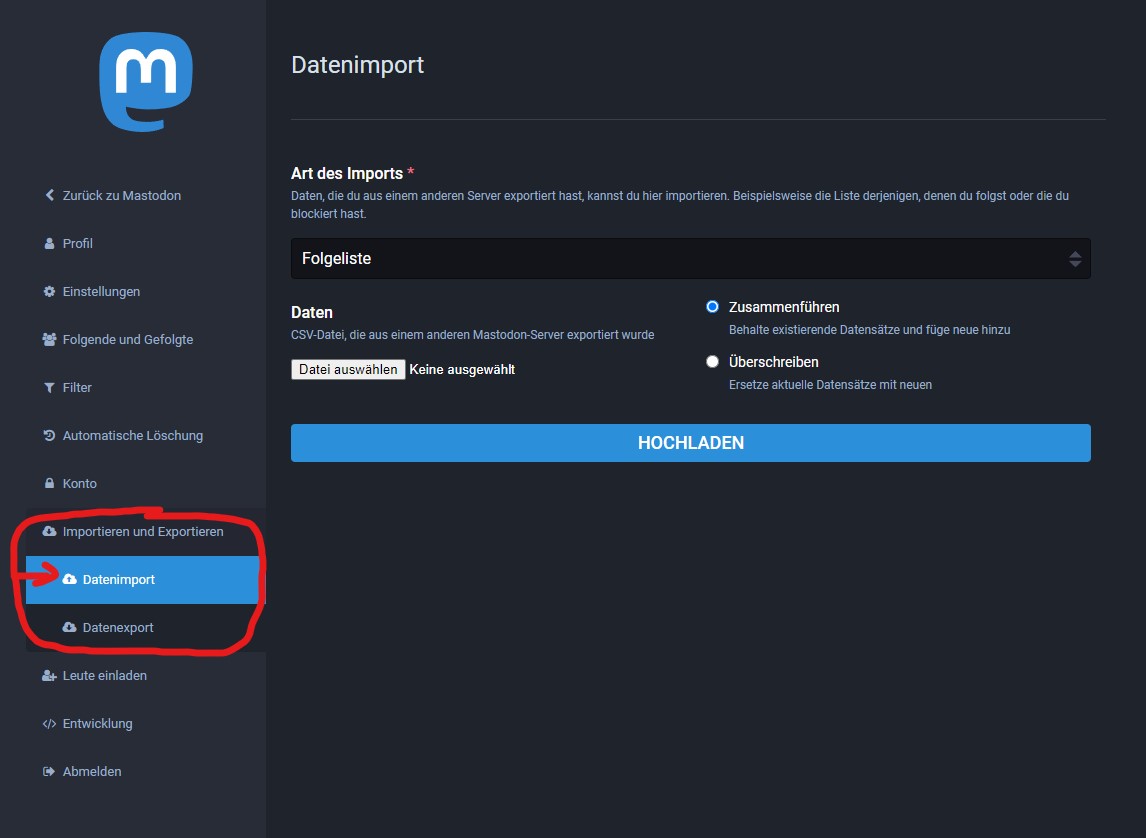 m
Zurück zu Mastodon
Profil
Einstellungen
Folgende und Gefolgte
Filter
Automatische Löschung
Konto
Importieren und Exportieren
Datenimport
Datenexport
Leute einladen
Entwicklung
Abmelden
Datenimport
Art des Imports *
Daten, die du aus einem anderen Server exportiert hast, kannst du hier importieren. Beispielsweise die Liste derjenigen, denen du folgst oder die du
blockiert hast.
Folgeliste
Daten
CSV-Datei, die aus einem anderen Mastodon-Server exportiert wurde
Datei auswählen Keine ausgewählt
Zusammenführen
Behalte existierende Datensätze und füge neue hinzu
Überschreiben
Ersetze aktuelle Datensätze mit neuen
HOCHLADEN